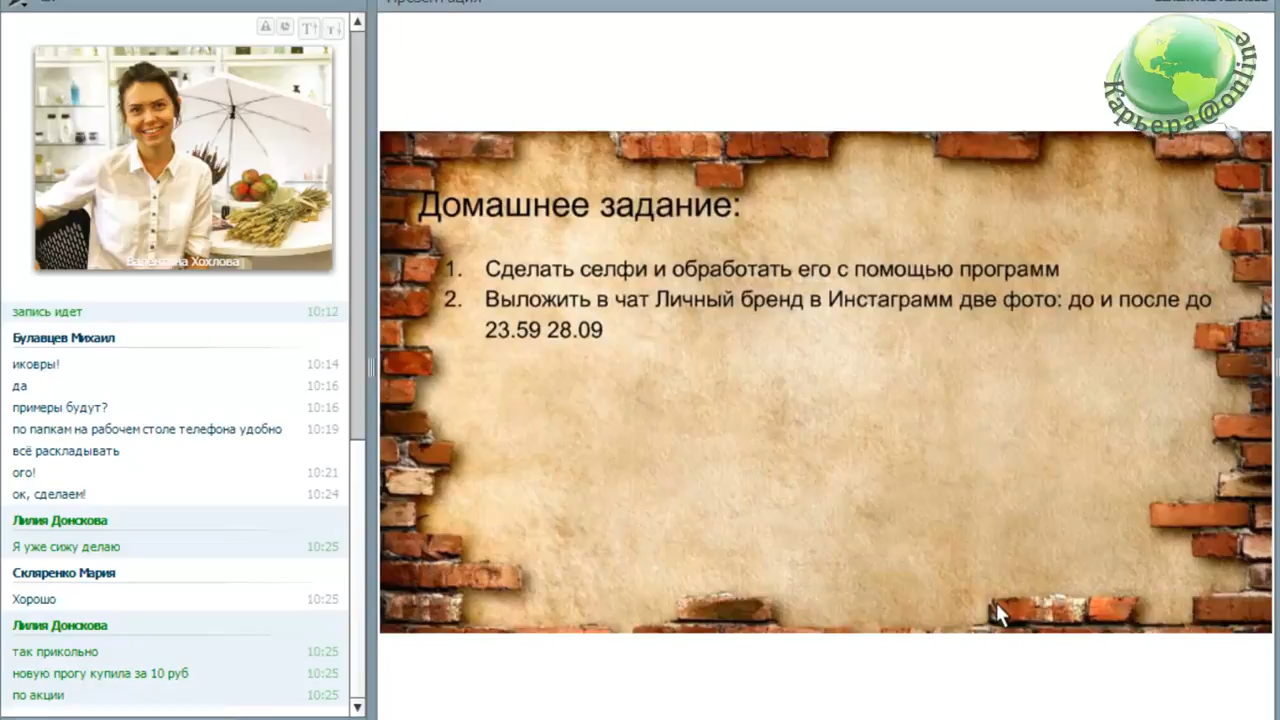 Презентация
Карьера@online
Валентина Хохлова
запись идет 10:12
Булавцев Михаил
иковры! 10:14
да 10:16
примеры будут? 10:16
по папкам на рабочем столе телефона удобно 10:19
всё раскладывать
ого! 10:21
ок, сделаем! 10:24
Лилия Донскова
Я уже сижу делаю 10:25
Скляренко Мария
Хорошо 10:25
Лилия Донскова
так прикольно 10:25
новую прогу купила за 10 руб 10:25
по акции 10:25
Домашнее задание:
1. Сделать селфи и обработать его с помощью программ
2. Выложить в чат Личный бренд в Инстаграмм две фото: до и после до
23.59 28.09